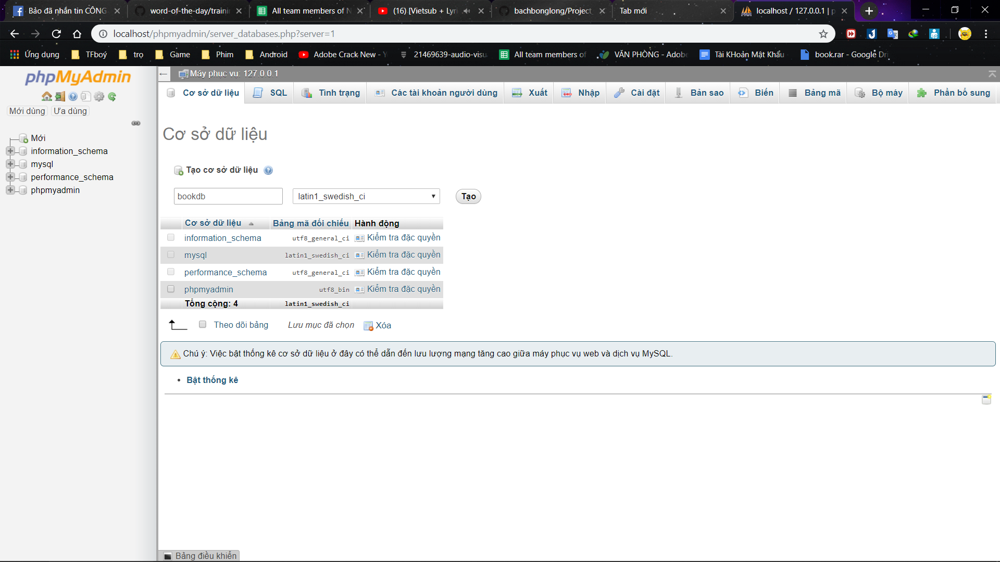 Bảo đã nhắn tin CÔNG
word-of-the-day/traini
All team members of N
(16) [Vietsub + Lyri
bachbonglong/Project_
Tab mới
localhost / 127.0.0.1 | p
localhost/phpmyadmin/server_databases.php?server=1
Ứng dụng
TFboý
trọ
Game
Phim
Android
Adobe Crack New - Y
21469639-audio-visu
All team members of
VĂN PHÒNG - Adobe
Tài KHoản Mật Khẩu
book.rar - Google Dri
phpMyAdmin
Mới dùng
Ưa dùng
Mới
information_schema
mysql
performance_schema
phpmyadmin
Máy phục vụ: 127.0.0.1
Cơ sở dữ liệu
SQL
Tình trạng
Các tài khoản người dùng
Xuất
Nhập
Cài đặt
Bản sao
Biến
Bảng mã
Bộ máy
Phần bổ sung
Cơ sở dữ liệu
Tạo cơ sở dữ liệu
bookdb
latin1_swedish_ci
Tạo
Cơ sở dữ liệu Bảng mã đối chiếu Hành động
information_schema utf8_general_ci Kiểm tra đặc quyền
mysql latin1_swedish_ci Kiểm tra đặc quyền
performance_schema utf8_general_ci Kiểm tra đặc quyền
phpmyadmin utf8_bin Kiểm tra đặc quyền
Tổng cộng: 4 latin1_swedish_ci
Theo dõi bảng
Lưu mục đã chọn
Xóa
Chú ý: Việc bật thống kê cơ sở dữ liệu ở đây có thể dẫn đến lưu lượng mạng tăng cao giữa máy phục vụ web và dịch vụ MySQL.
Bật thống kê
Bảng điều khiển